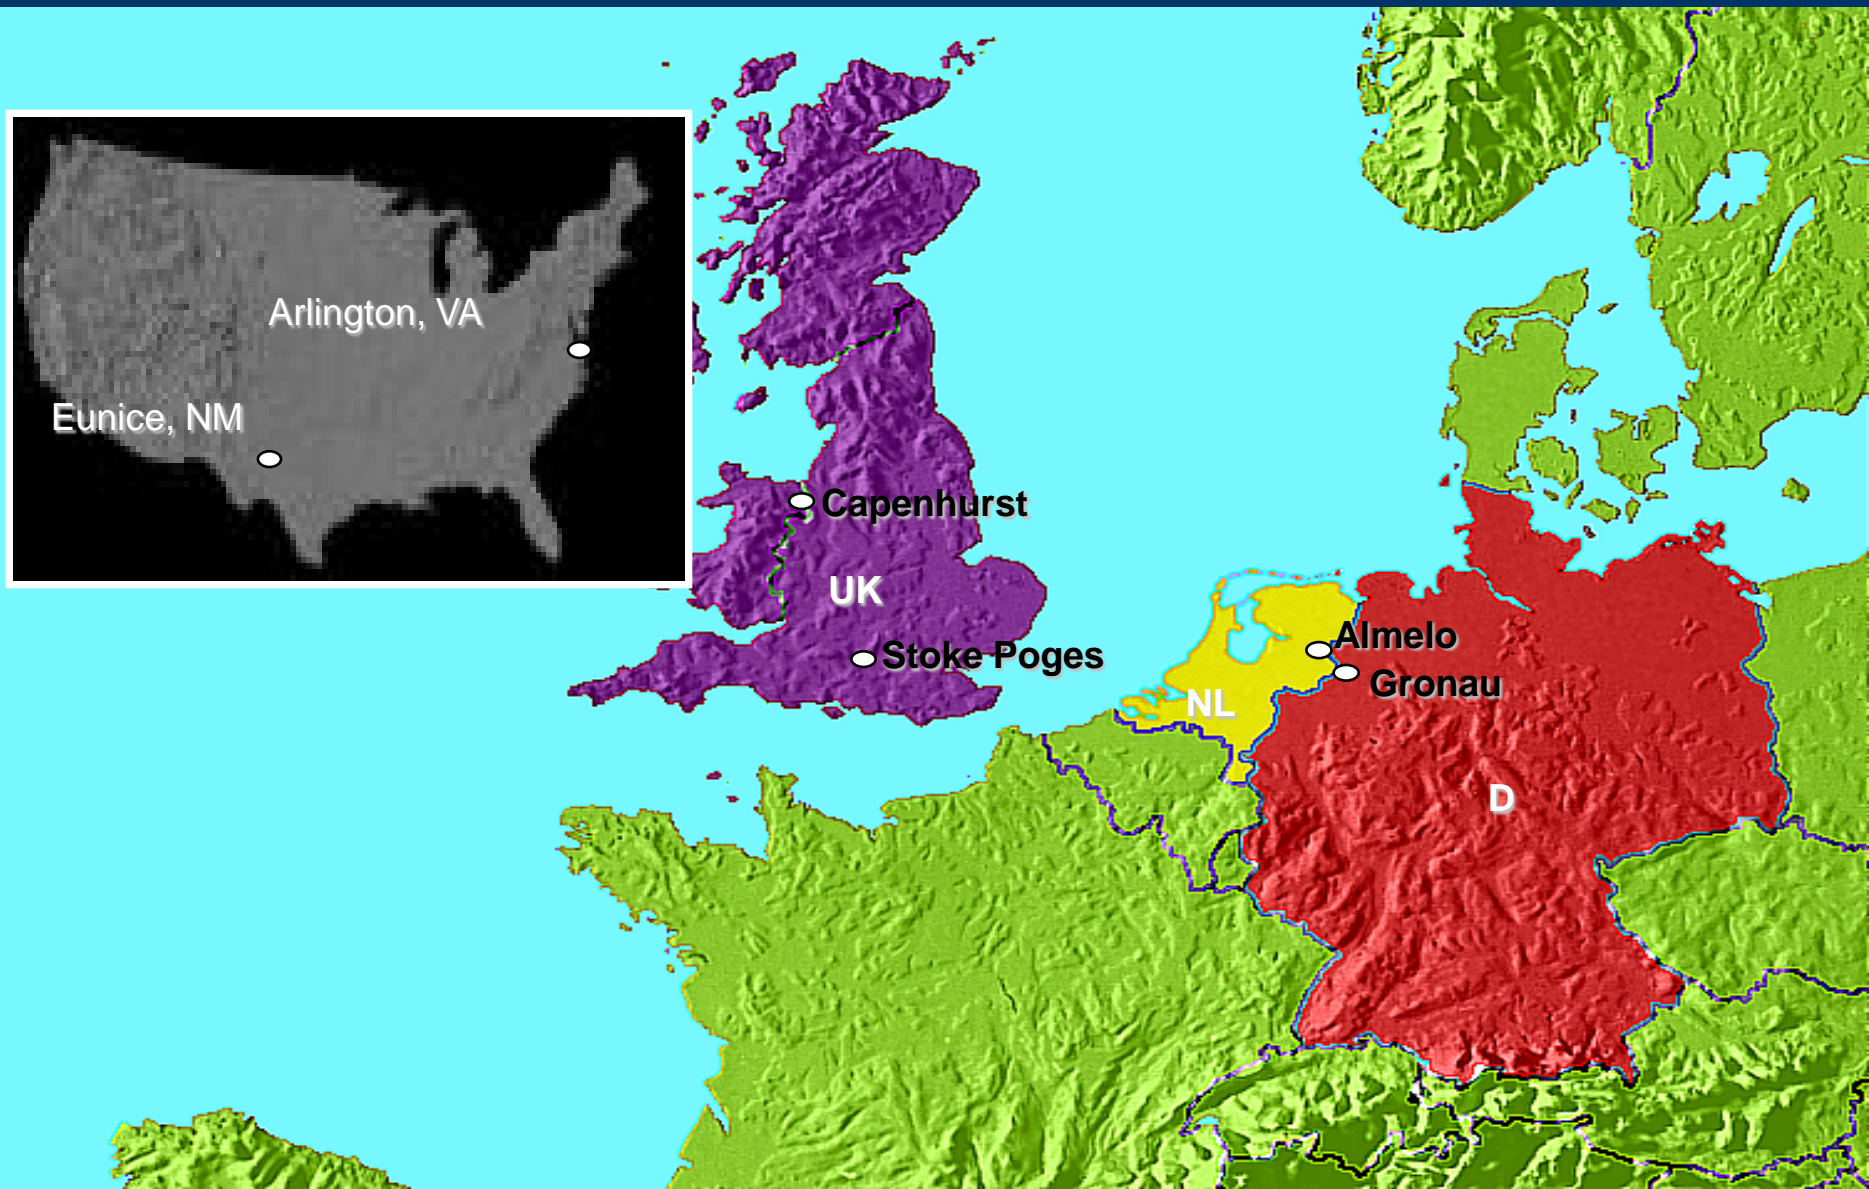 Arlington, VA
Eunice, NM
Capenhurst
UK
Stoke Poges
Almelo
Gronau
NL
D